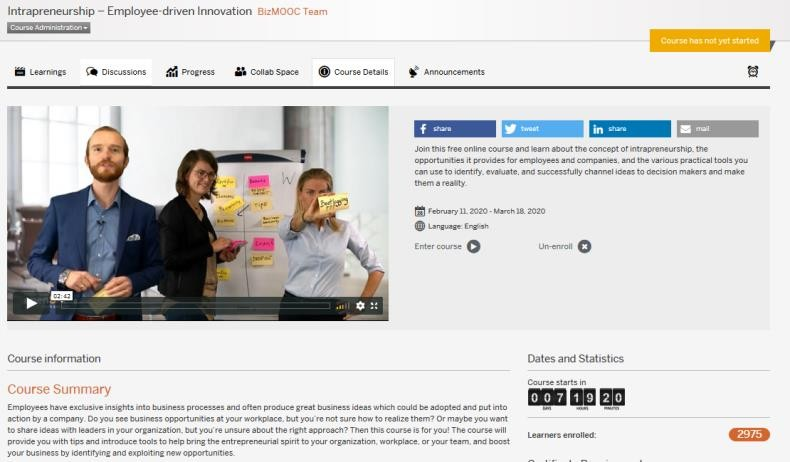 Intrapreneurship – Employee-driven Innovation BizMOOC Team
Course Administration
Course has not yet started
Learnings Discussions Progress Collab Space Course Details Announcements
share tweet share mail
Join this free online course and learn about the concept of intrapreneurship, the
opportunity it provides for employees and companies, and the various practical tools you
can use to identify, evaluate, and successfully channel ideas to decision makers and make
them a reality.
February 11, 2020 - March 18, 2020
Language: English
Enter course Un-enroll
02:42
Course information
Course Summary
Employees have exclusive insights into business processes and often produce great business ideas which could be adopted and put into
action by a company. Do you see business opportunities at your workplace, but you're not sure how to realize them? Or maybe you want
to share ideas with leaders in your organization, but you're unsure about the right approach? Then this course is for you! The course will
provide you with tips and introduce tools to help bring the entrepreneurial spirit to your organization, workplace, or your team, and boost
your business by identifying and exploiting new opportunities.
Dates and Statistics
Course starts in
007 19 20
DAYS HOURS MINUTES
Learners enrolled: 2975